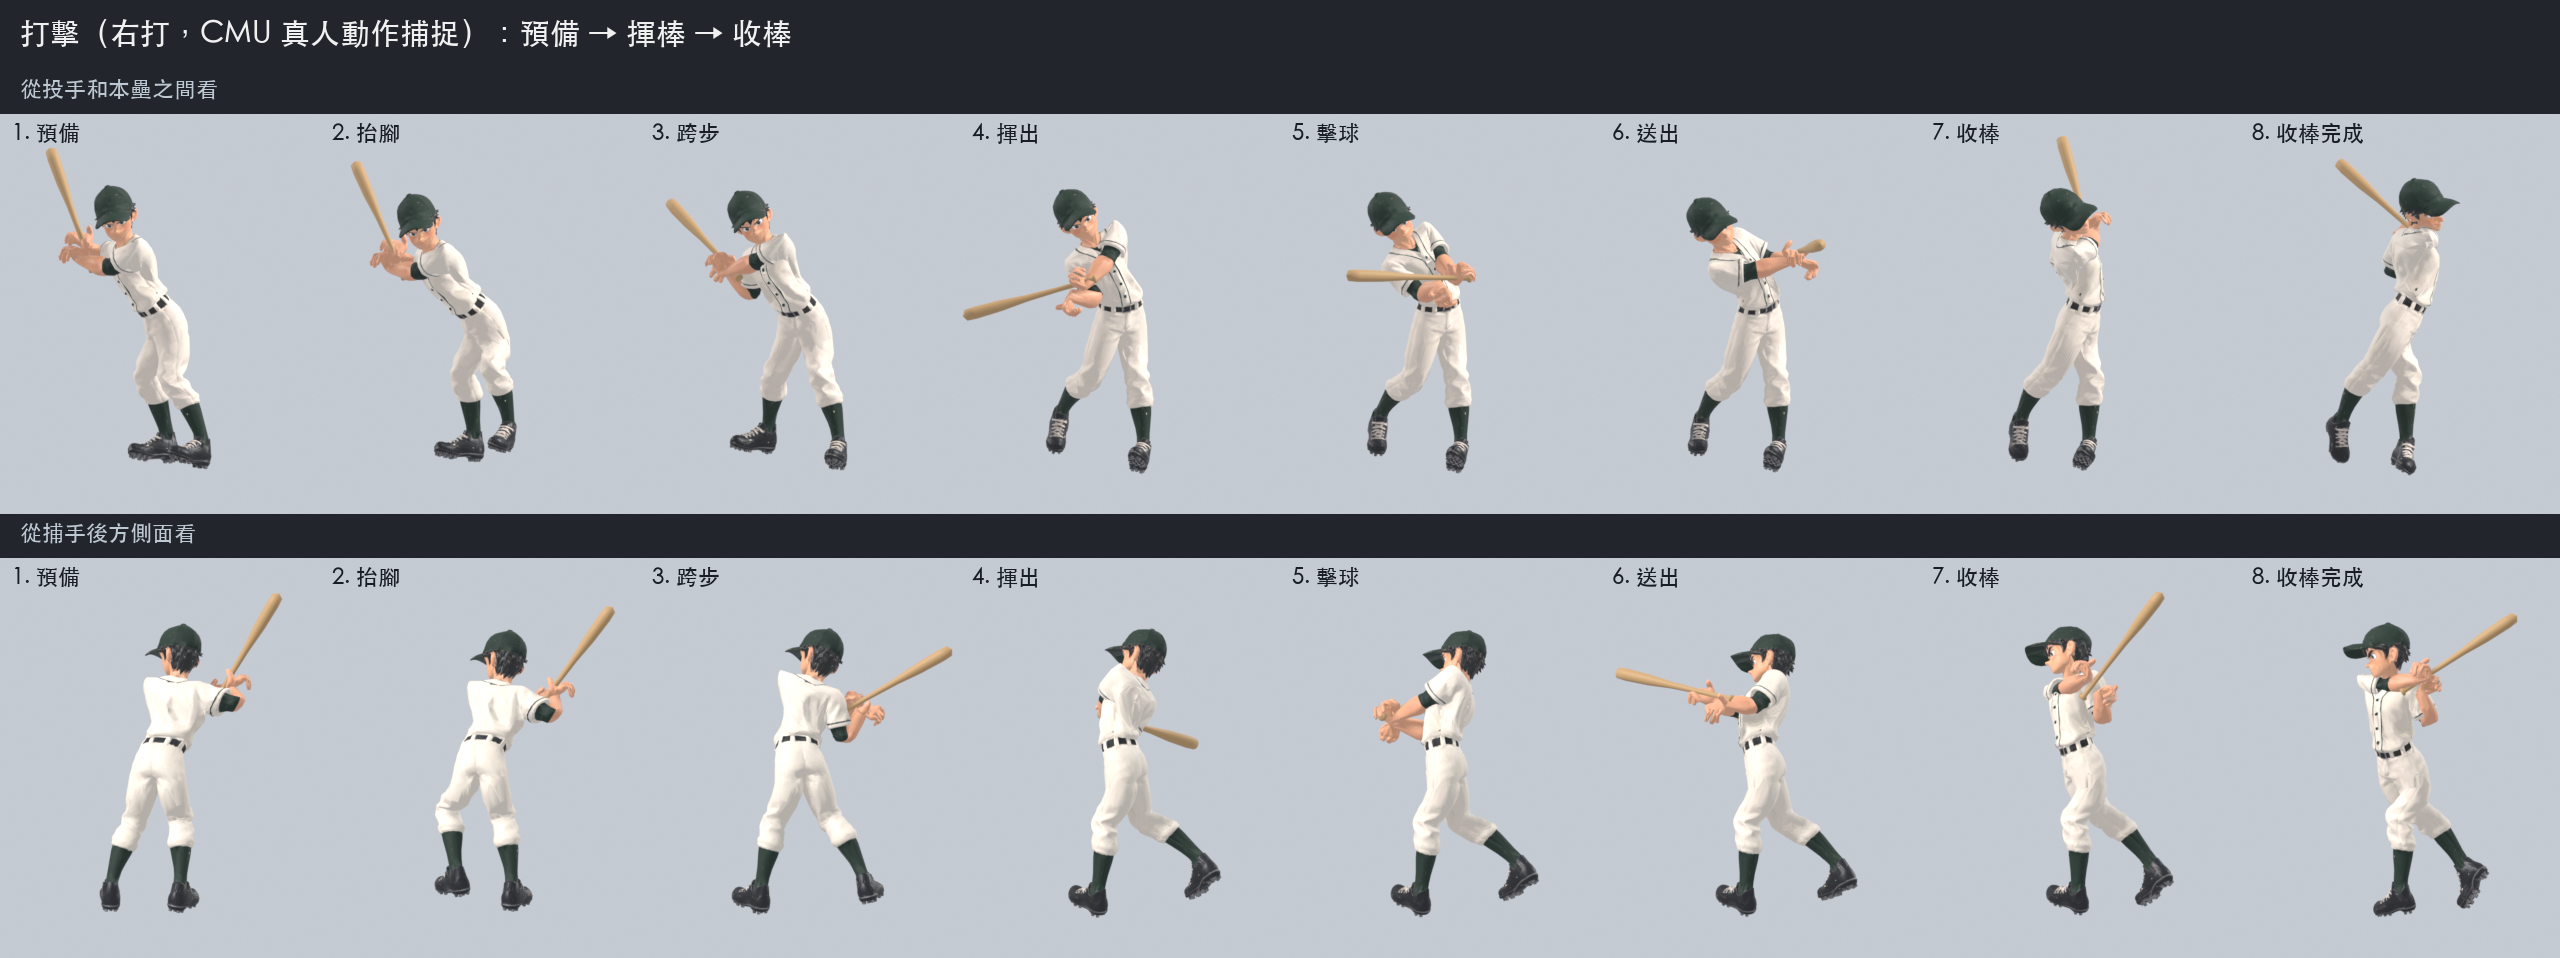 打擊（右打，CMU 真人動作捕捉）：預備 → 揮棒 → 收棒
從投手和本壘之間看
1. 預備
2. 抬腳
3. 跨步
4. 揮出
5. 擊球
6. 送出
7. 收棒
8. 收棒完成
從捕手後方側面看
1. 預備
2. 抬腳
3. 跨步
4. 揮出
5. 擊球
6. 送出
7. 收棒
8. 收棒完成